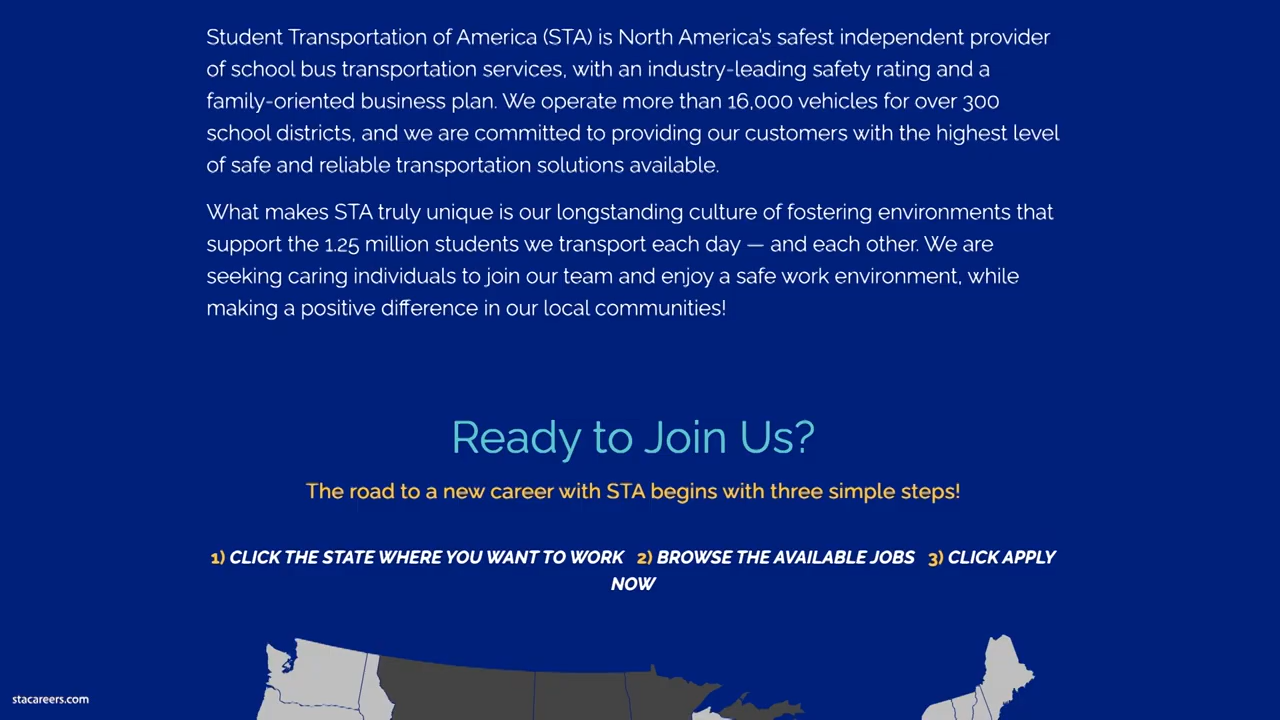 Student Transportation of America (STA) is North America's safest independent provider
of school bus transportation services, with an industry-leading safety rating and a
family-oriented business plan. We operate more than 16,000 vehicles for over 300
school districts, and we are committed to providing our customers with the highest level
of safe and reliable transportation solutions available.
What makes STA truly unique is our longstanding culture of fostering environments that
support the 1.25 million students we transport each day — and each other. We are
seeking caring individuals to join our team and enjoy a safe work environment, while
making a positive difference in our local communities!
Ready to Join Us?
The road to a new career with STA begins with three simple steps!
1) CLICK THE STATE WHERE YOU WANT TO WORK 2) BROWSE THE AVAILABLE JOBS 3) CLICK APPLY
NOW
stacareers.com